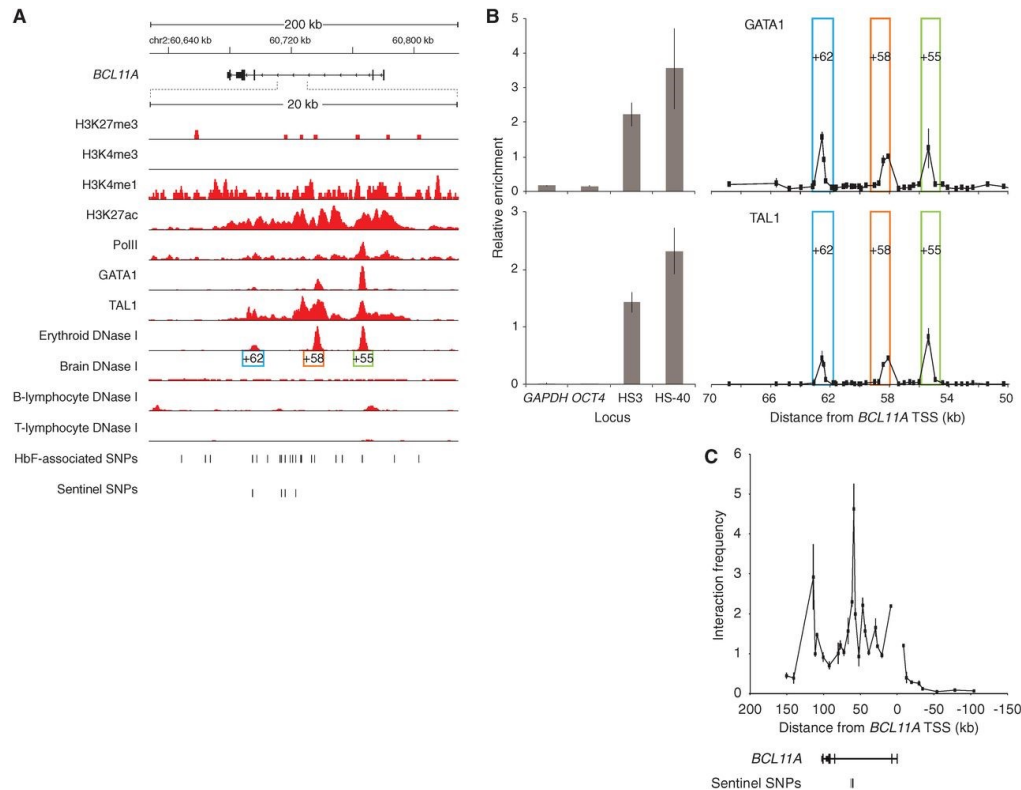 A
200 kb
chr2:60,640 kb 60,720 kb 60,800 kb
BCL11A
20 kb
H3K27me3
H3K4me3
H3K4me1
H3K27ac
PolII
GATA1
TAL1
Erythroid DNase I
+62 +58 +55
Brain DNase I
B-lymphocyte DNase I
T-lymphocyte DNase I
HbF-associated SNPs
Sentinel SNPs
B
Relative enrichment
5
4
3
2
1
0
GATA1
+62 +58 +55
3
2
1
0
TAL1
+62 +58 +55
GAPDH OCT4 HS3 HS-40
Locus
70 66 62 58 54 50
Distance from BCL11A TSS (kb)
C
Interaction frequency
6
5
4
3
2
1
0
200 150 100 50 0 -50 -100 -150
Distance from BCL11A TSS (kb)
BCL11A
Sentinel SNPs